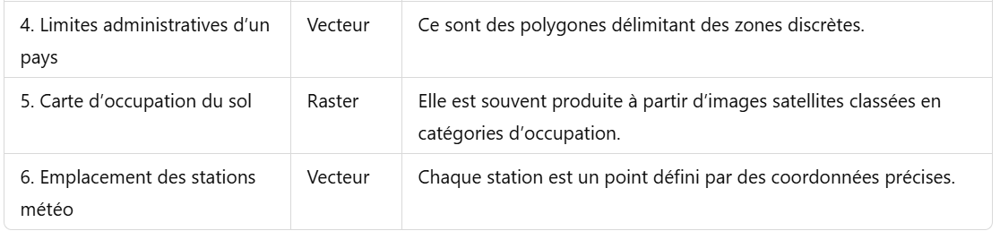 4. Limites administratives d’un pays
Vecteur
Ce sont des polygones délimitant des zones discrètes.
5. Carte d’occupation du sol
Raster
Elle est souvent produite à partir d’images satellites classées en
catégories d’occupation.
6. Emplacement des stations
météo
Vecteur
Chaque station est un point défini par des coordonnées précises.